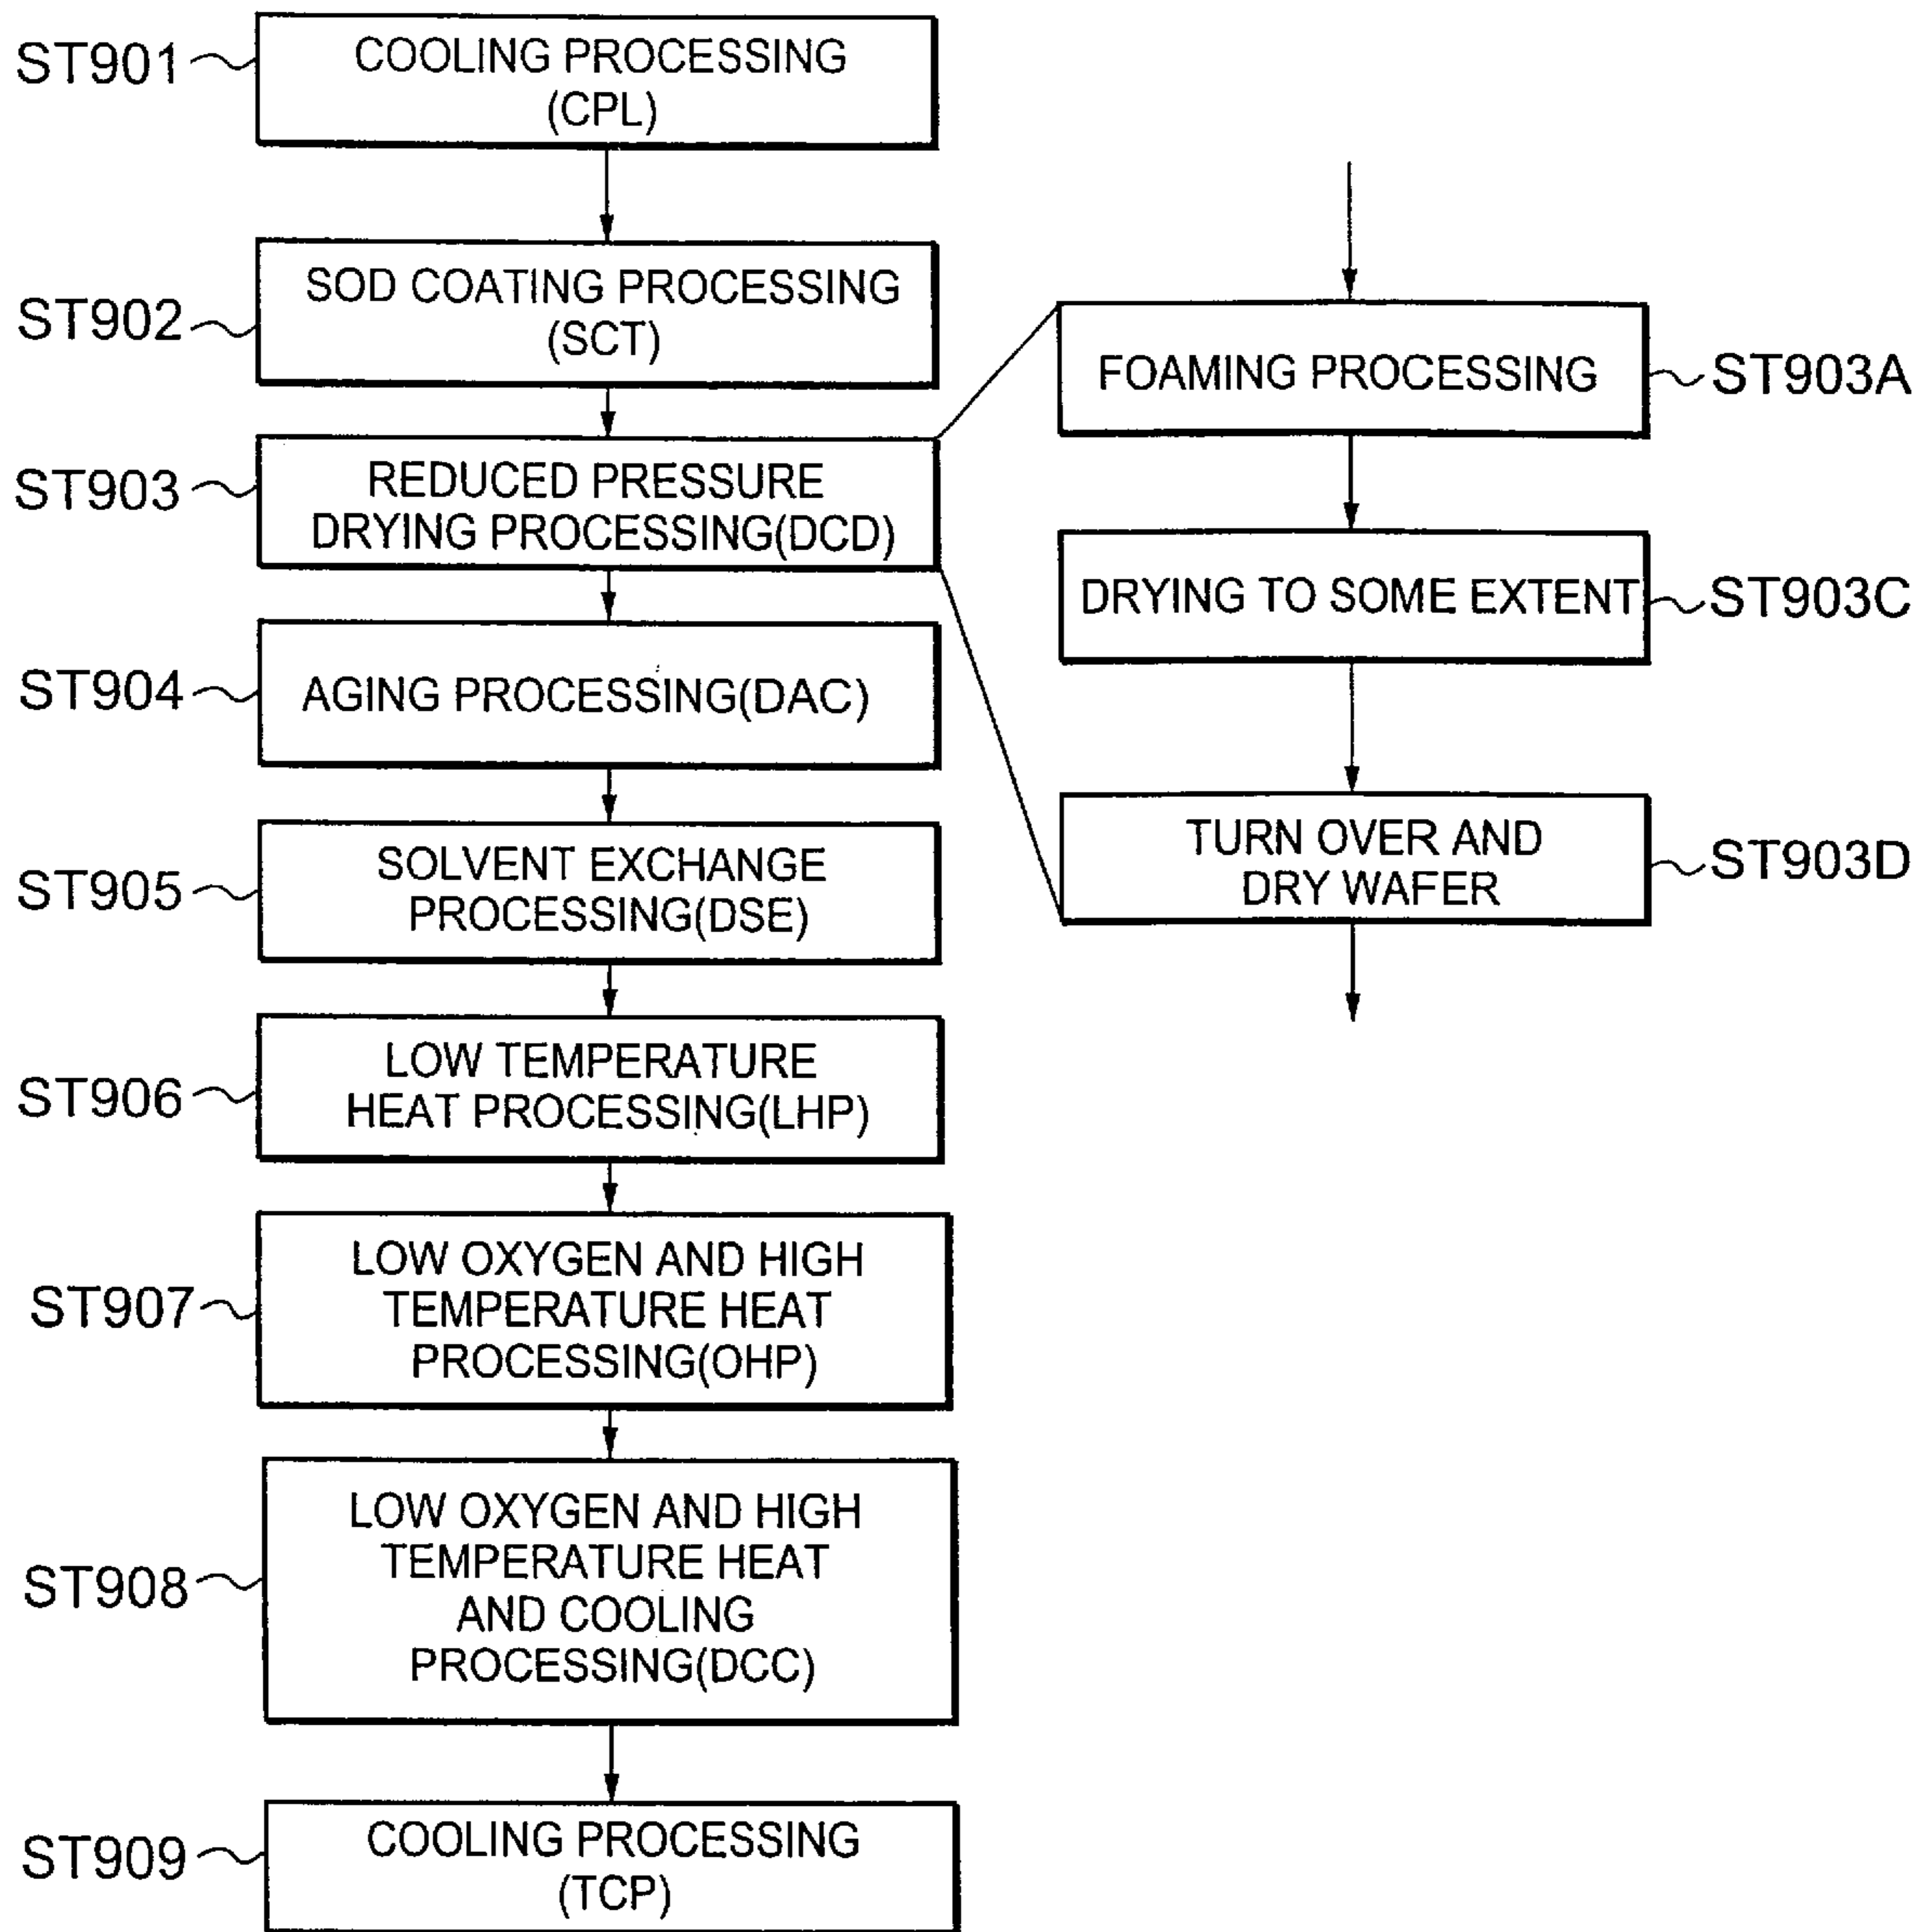 ST901
COOLING PROCESSING
(CPL)
ST902
SOD COATING PROCESSING
(SCT)
ST903
REDUCED PRESSURE
DRYING PROCESSING(DCD)
ST904
AGING PROCESSING(DAC)
ST905
SOLVENT EXCHANGE
PROCESSING(DSE)
ST906
LOW TEMPERATURE
HEAT PROCESSING(LHP)
ST907
LOW OXYGEN AND HIGH
TEMPERATURE HEAT
PROCESSING(OHP)
ST908
LOW OXYGEN AND HIGH
TEMPERATURE HEAT
AND COOLING
PROCESSING(DCC)
ST909
COOLING PROCESSING
(TCP)
FOAMING PROCESSING
ST903A
DRYING TO SOME EXTENT
ST903C
TURN OVER AND
DRY WAFER
ST903D